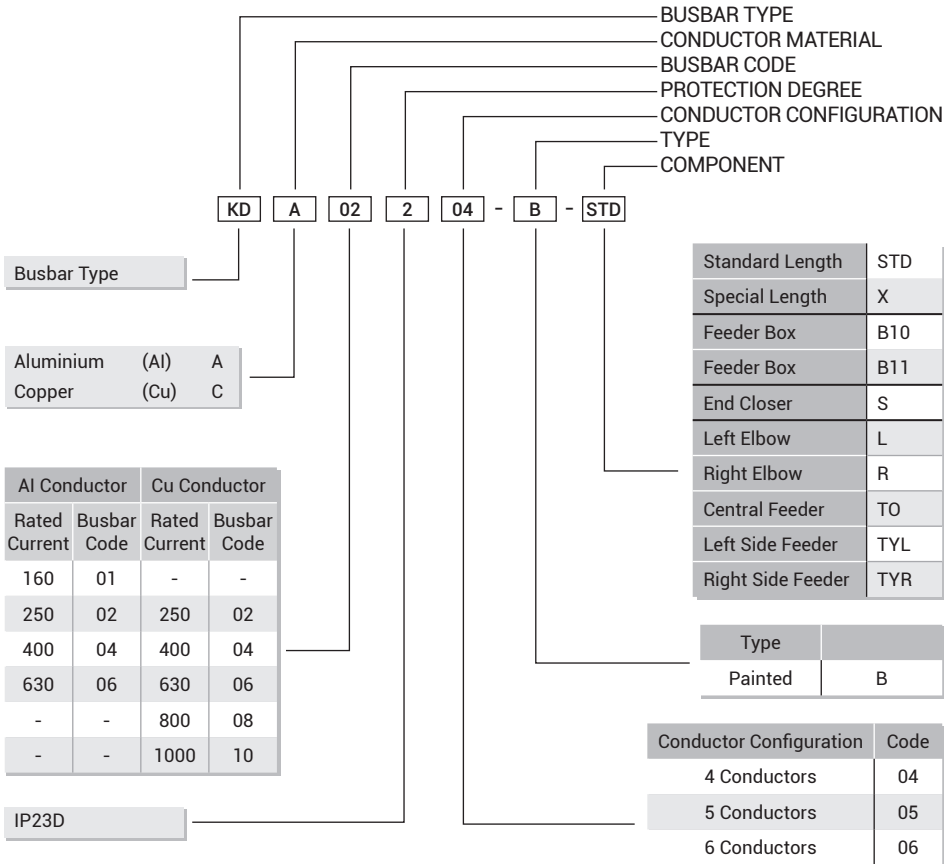 BUSBAR TYPE
CONDUCTOR MATERIAL
BUSBAR CODE
PROTECTION DEGREE
CONDUCTOR CONFIGURATION
TYPE
COMPONENT
KD A 02 2 04 - B - STD
Busbar Type
Aluminium (Al) A
Copper (Cu) C
Al Conductor Cu Conductor
Rated Busbar Rated Busbar
Current Code Current Code
160 01 - -
250 02 250 02
400 04 400 04
630 06 630 06
- - 800 08
- - 1000 10
IP23D
Standard Length STD
Special Length X
Feeder Box B10
Feeder Box B11
End Closer S
Left Elbow L
Right Elbow R
Central Feeder TO
Left Side Feeder TYL
Right Side Feeder TYR
Type
Painted B
Conductor Configuration Code
4 Conductors 04
5 Conductors 05
6 Conductors 06